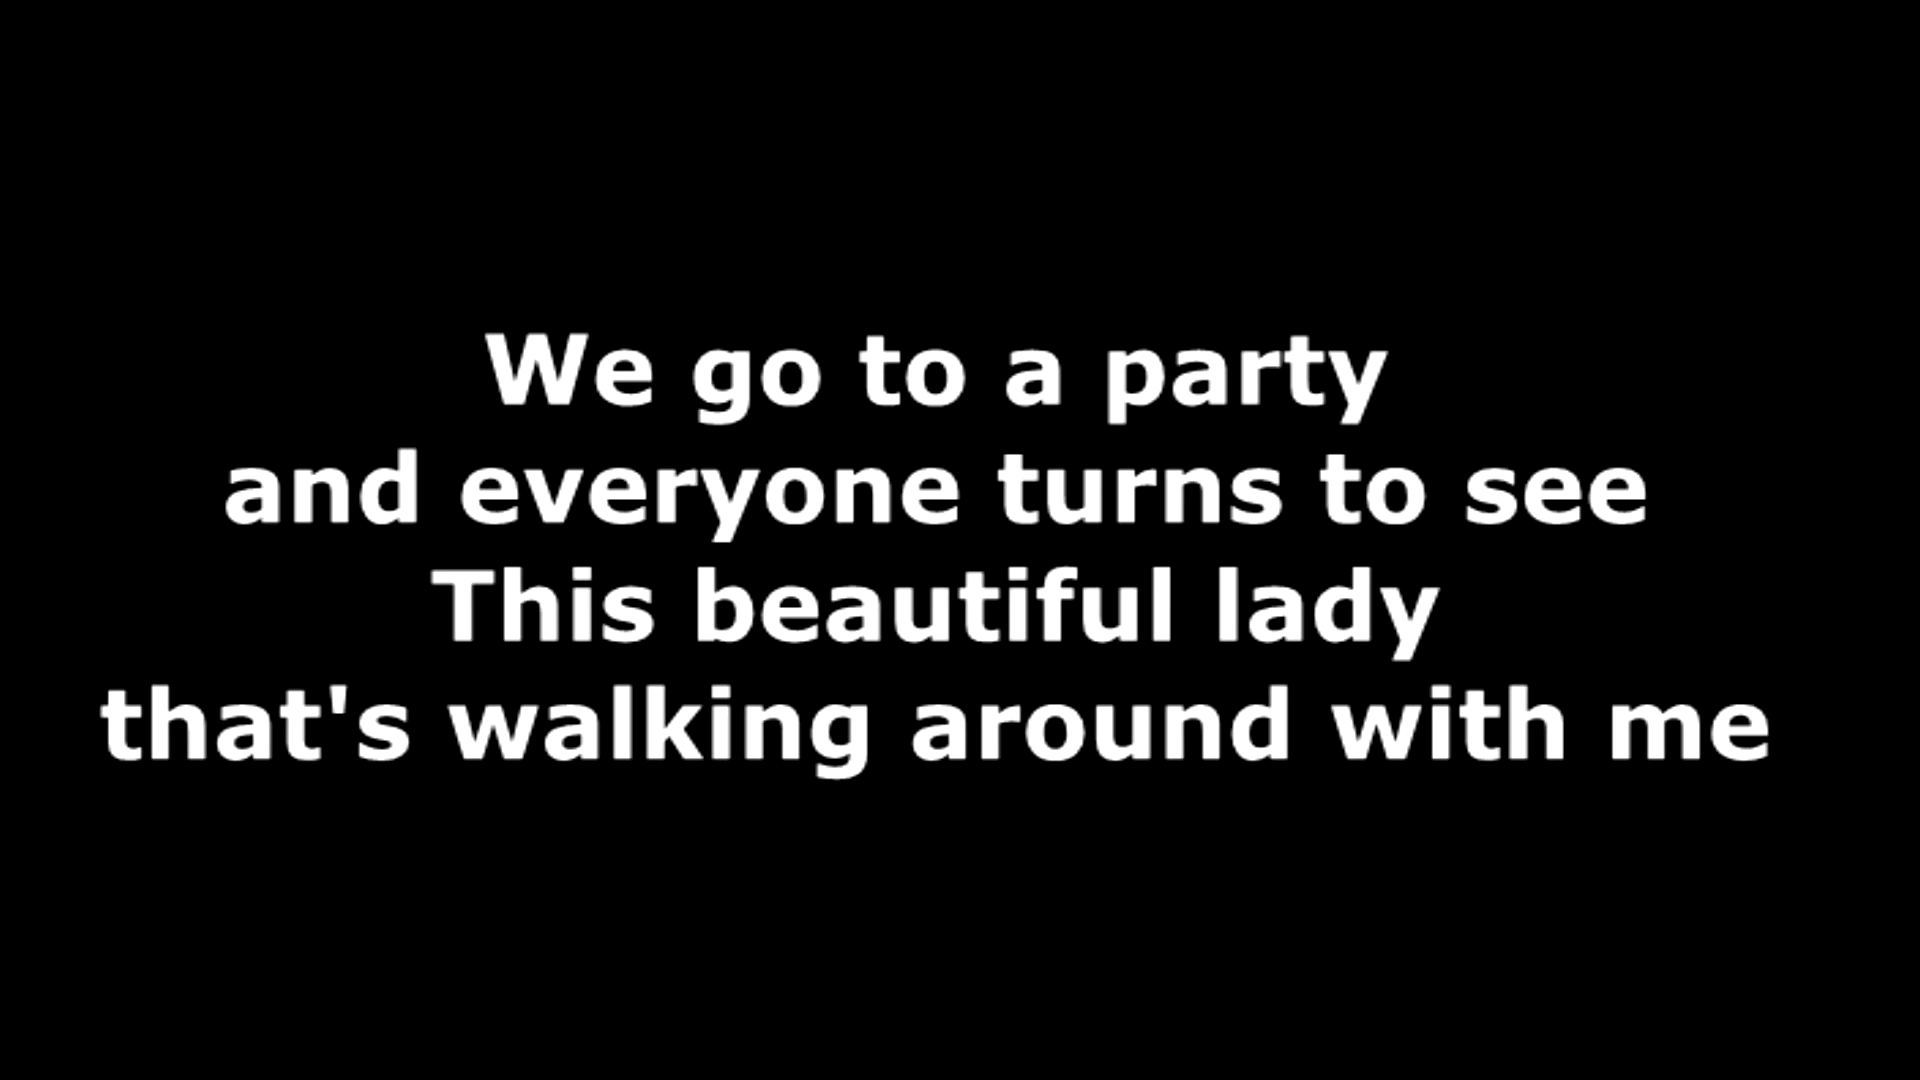 We go to a party
and everyone turns to see
This beautiful lady
that's walking around with me